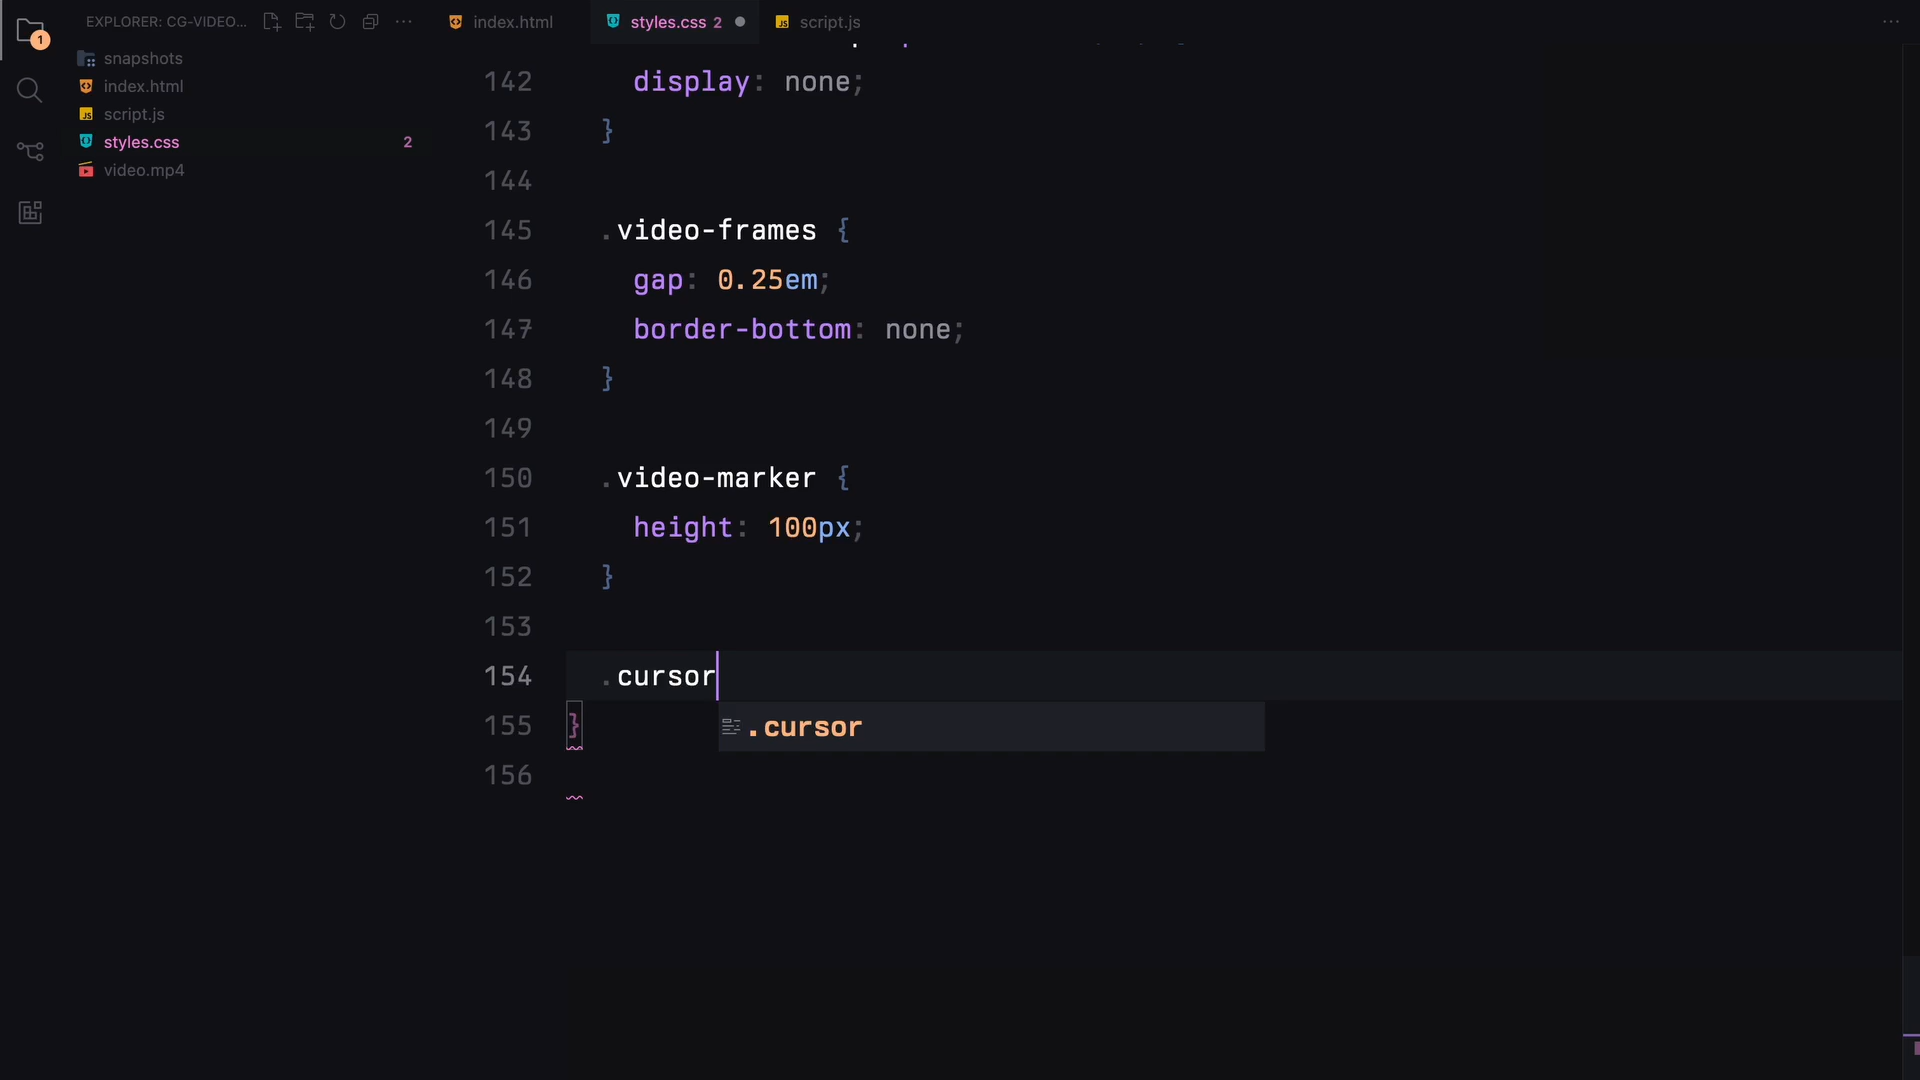 1
EXPLORER: CG-VIDEO...
snapshots
index.html
script.js
styles.css 2
video.mp4
index.html
styles.css 2
script.js
142 display: none;
143 }
144
145 .video-frames {
146 gap: 0.25em;
147 border-bottom: none;
148 }
149
150 .video-marker {
151 height: 100px;
152 }
153
154 .cursor
155 }
.cursor
156